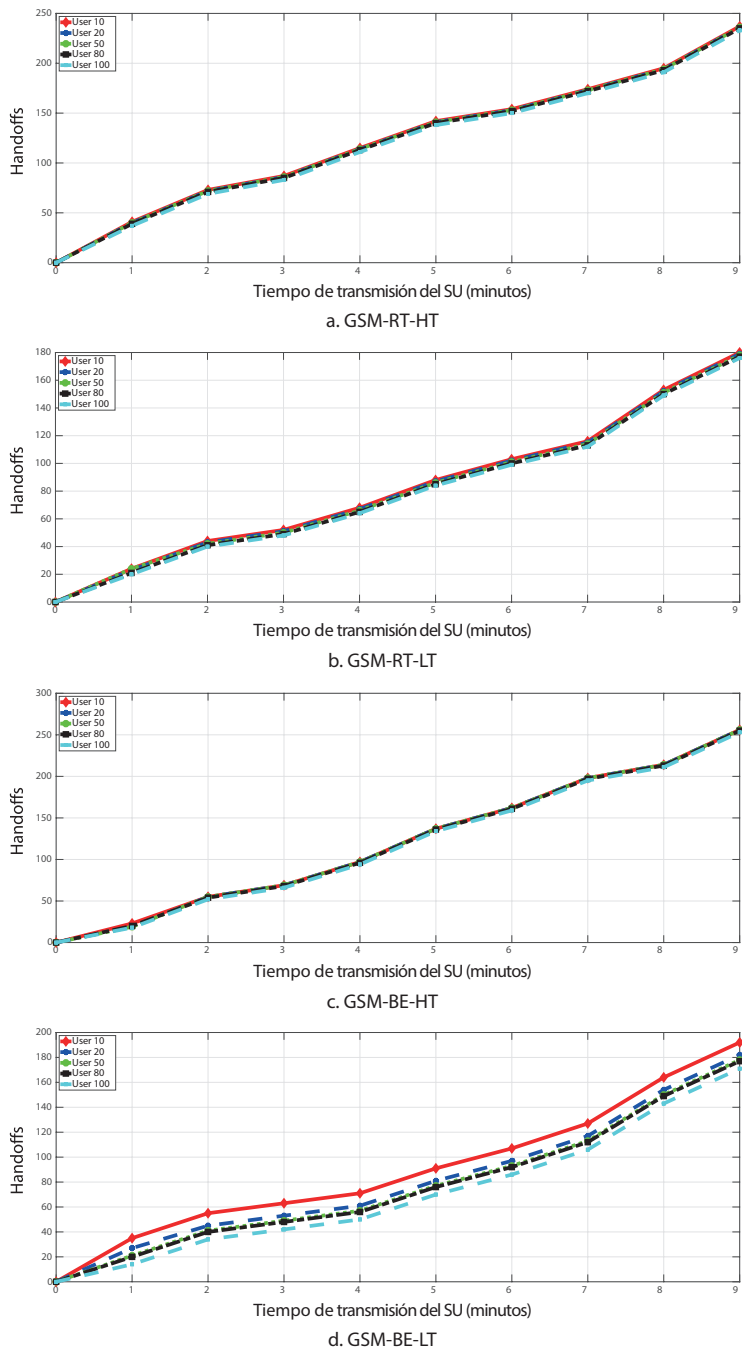 250
200
150
100
50
0
Handoffs
User 10
User 20
User 50
User 80
User 100
0 1 2 3 4 5 6 7 8 9
Tiempo de transmisión del SU (minutos)
a. GSM-RT-HT
180
160
140
120
100
80
60
40
20
0
Handoffs
User 10
User 20
User 50
User 80
User 100
0 1 2 3 4 5 6 7 8 9
Tiempo de transmisión del SU (minutos)
b. GSM-RT-LT
300
250
200
150
100
50
0
Handoffs
User 10
User 20
User 50
User 80
User 100
0 1 2 3 4 5 6 7 8 9
Tiempo de transmisión del SU (minutos)
c. GSM-BE-HT
200
180
160
140
120
100
80
60
40
20
0
Handoffs
User 10
User 20
User 50
User 80
User 100
0 1 2 3 4 5 6 7 8 9
Tiempo de transmisión del SU (minutos)
d. GSM-BE-LT